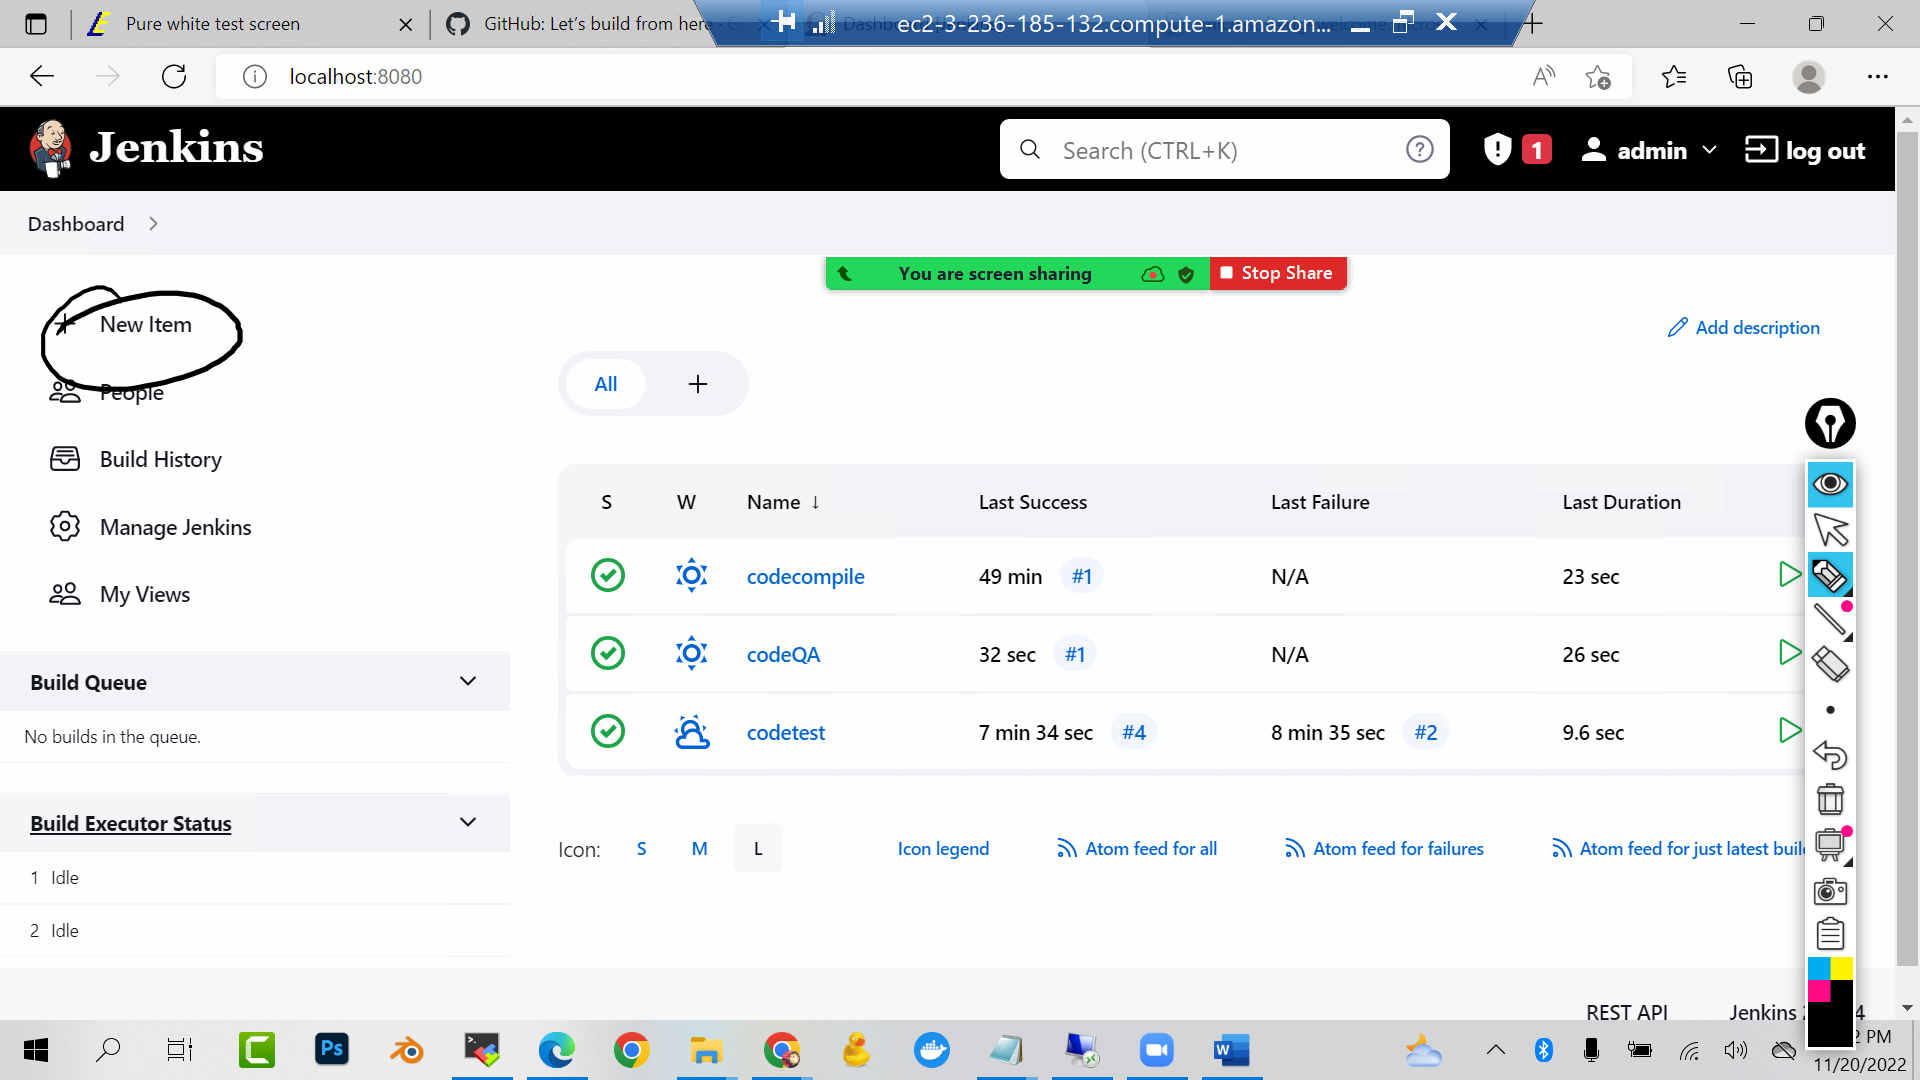 Pure white test screen
GitHub: Let's build from here · G
ec2-3-236-185-132.compute-1.amazon...
localhost:8080
Jenkins
Search (CTRL+K)
1
admin
log out
Dashboard
You are screen sharing
Stop Share
New Item
Add description
People
All
Build History
S W Name ↓ Last Success Last Failure Last Duration
Manage Jenkins
codecompile 49 min #1 N/A 23 sec
My Views
codeQA 32 sec #1 N/A 26 sec
Build Queue
No builds in the queue.
codetest 7 min 34 sec #4 8 min 35 sec #2 9.6 sec
Build Executor Status
Icon: S M L Icon legend Atom feed for all Atom feed for failures Atom feed for just latest
1 Idle
2 Idle
REST API Jenkins
PM
11/20/2022